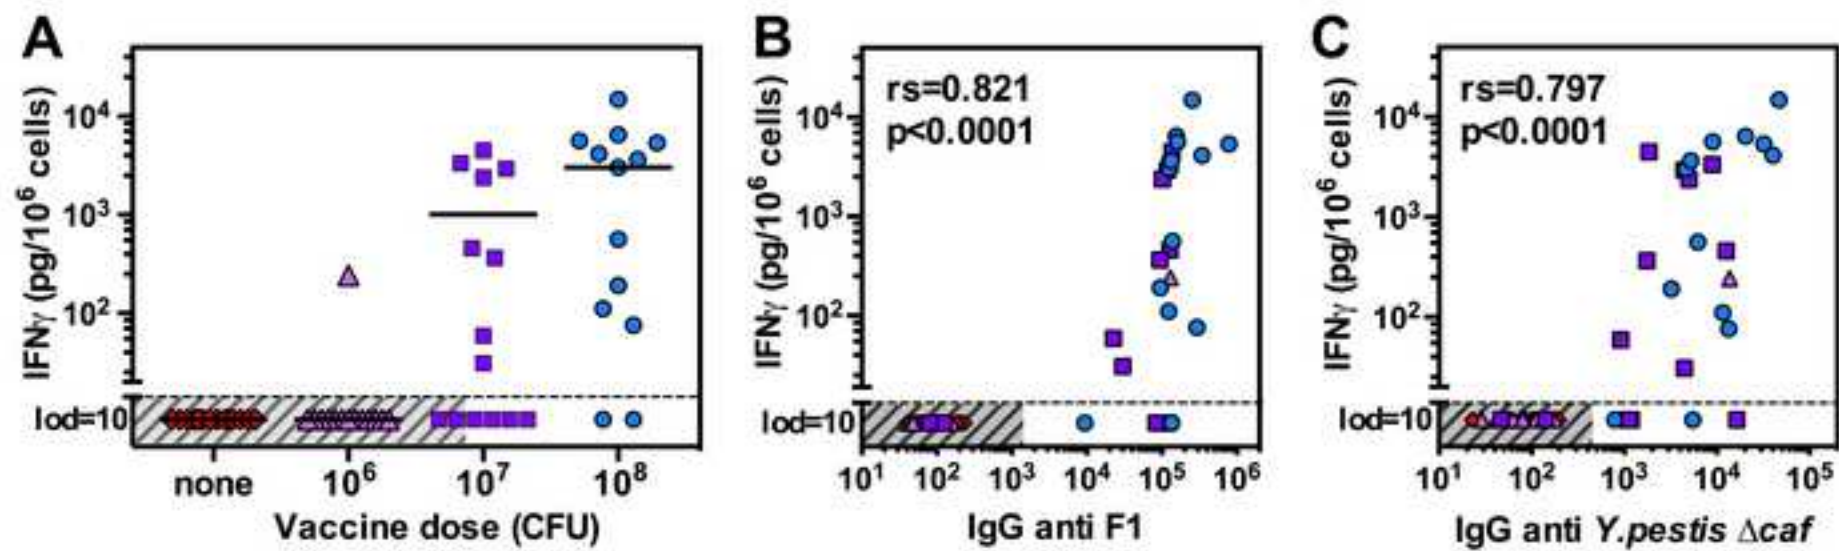 A
IFNγ (pg/10⁶ cells)
10⁴
10³
10²
lod=10
none
10⁶
10⁷
10⁸
Vaccine dose (CFU)
B
rs=0.821
p<0.0001
IFNγ (pg/10⁶ cells)
10⁴
10³
10²
lod=10
10¹
10²
10³
10⁴
10⁵
10⁶
IgG anti F1
C
rs=0.797
p<0.0001
IFNγ (pg/10⁶ cells)
10⁴
10³
10²
lod=10
10¹
10²
10³
10⁴
10⁵
IgG anti Y.pestis Δcaf